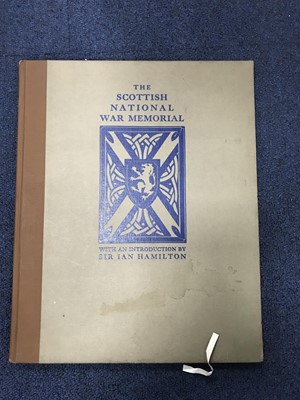 THE
SCOTTISH
NATIONAL
WAR MEMORIAL
WITH AN INTRODUCTION BY
SIR IAN HAMILTON